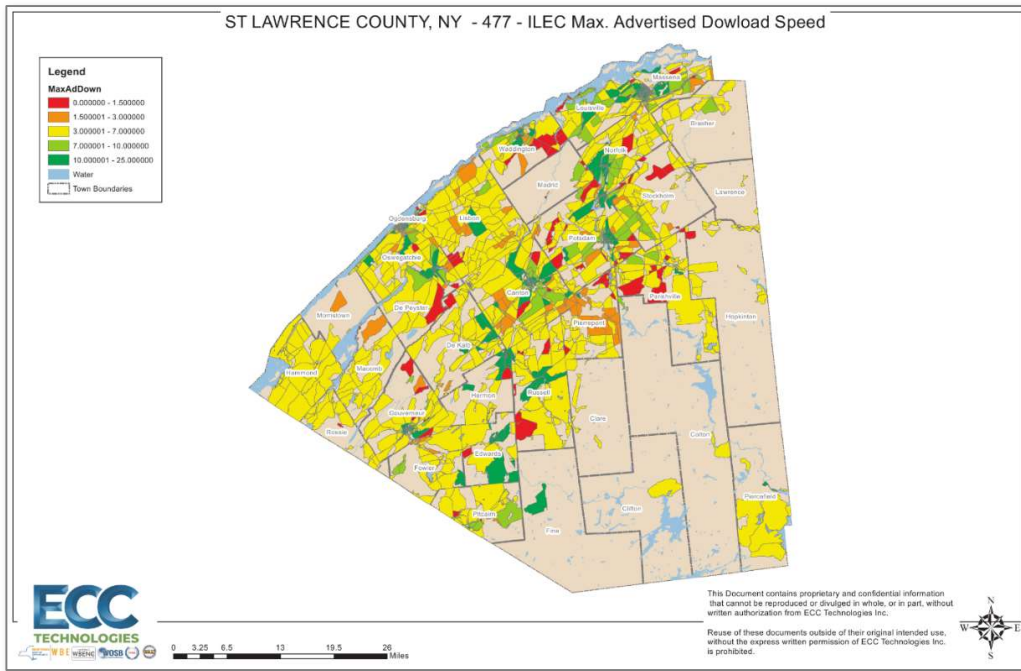 ST LAWRENCE COUNTY, NY - 477 - ILEC Max. Advertised Dowload Speed
Legend
MaxAdDown
0.000000 - 1.500000
1.500001 - 3.000000
3.000001 - 7.000000
7.000001 - 10.000000
10.000001 - 25.000000
Water
Town Boundaries
Massena
Louisville
Brasher
Waddington
Norfolk
Madrid
Lawrence
Stockholm
Ogdensburg
Lisbon
Potsdam
Oswegatchie
Canton
Parishville
De Peyster
Morristown
Pierrepont
Hopkinton
De Kalb
Hammond
Macomb
Hermon
Russell
Gouverneur
Clare
Rossie
Colton
Edwards
Fowler
Piercefield
Pitcairn
Clifton
Fine
ECC
TECHNOLOGIES
WBE
WSENC
WOSB
0 3.25 6.5 13 19.5 26
Miles
This Document contains proprietary and confidential information
that cannot be reproduced or divulged in whole, or in part, without
written authorization from ECC Technologies Inc.
Reuse of these documents outside of their original intended use,
without the express written permission of ECC Technologies Inc.
is prohibited.
N
W E
S